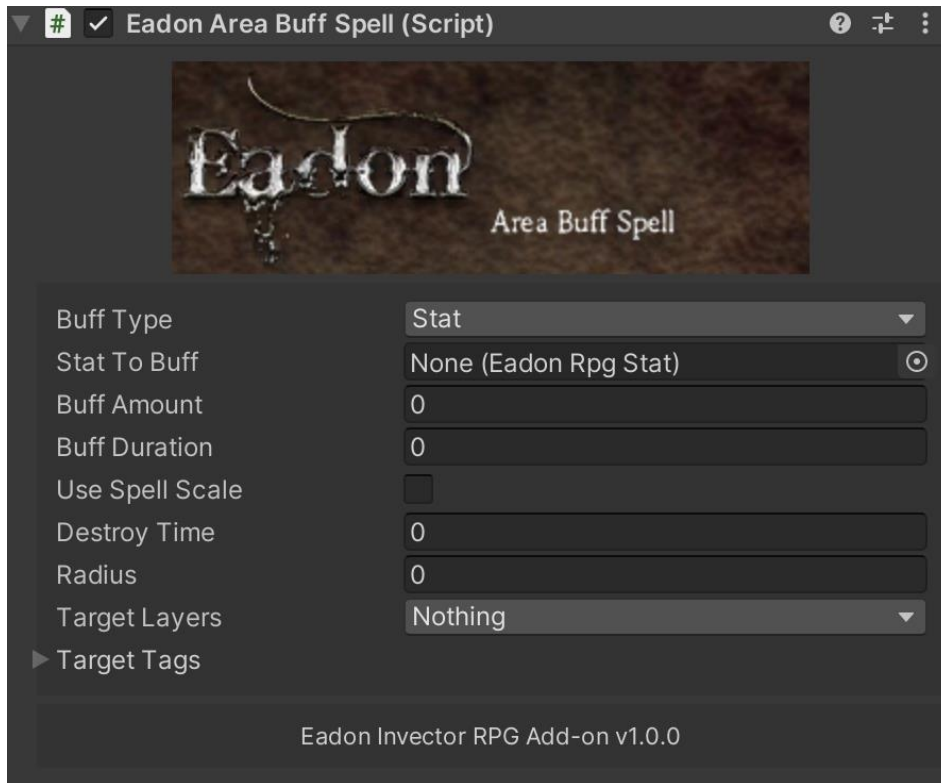 # Eadon Area Buff Spell (Script)
Eadon
Area Buff Spell
Buff Type Stat
Stat To Buff None (Eadon Rpg Stat)
Buff Amount 0
Buff Duration 0
Use Spell Scale
Destroy Time 0
Radius 0
Target Layers Nothing
Target Tags
Eadon Invector RPG Add-on v1.0.0